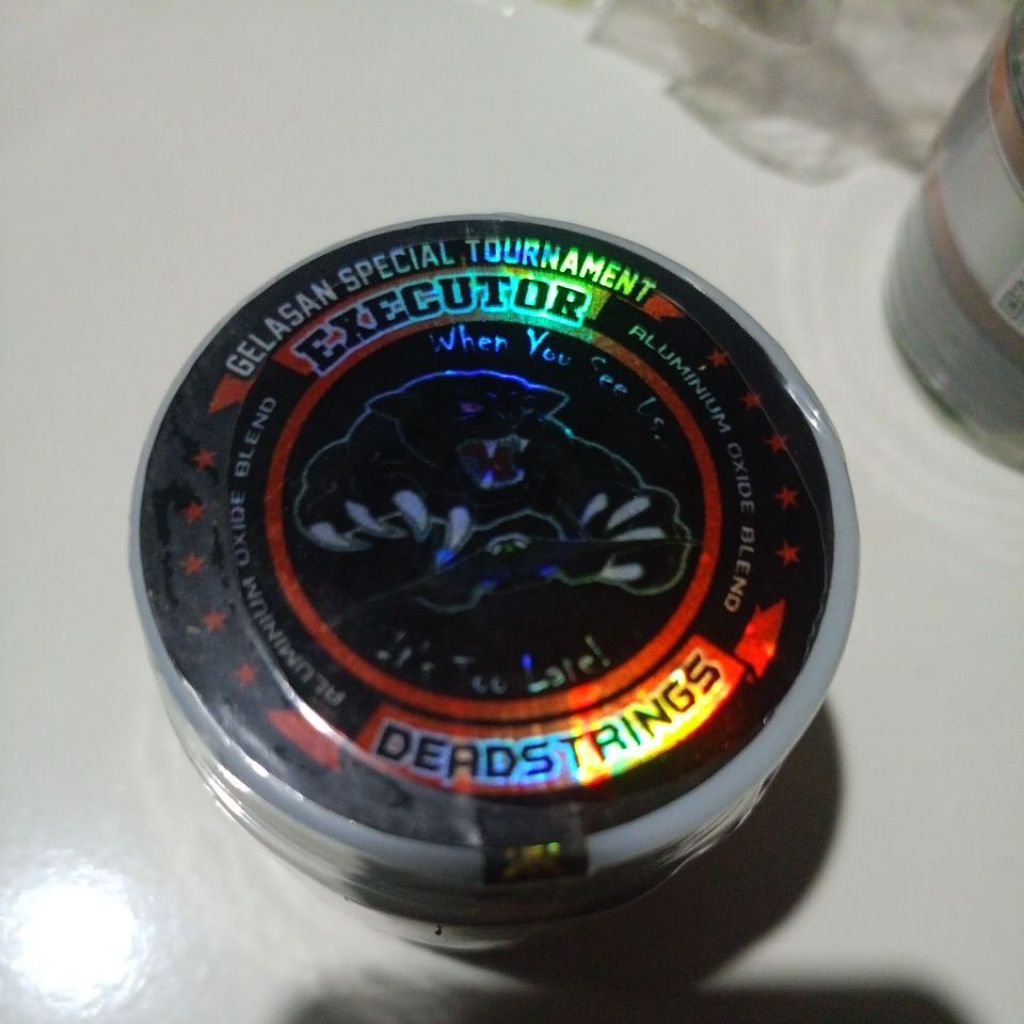 GELASAN SPECIAL TOURNAMENT
EXECUTOR
When You See Us.
ALUMINIUM OXIDE BLEND
ALUMINIUM OXIDE BLEND
It's Too Late!
DEADSTRINGS